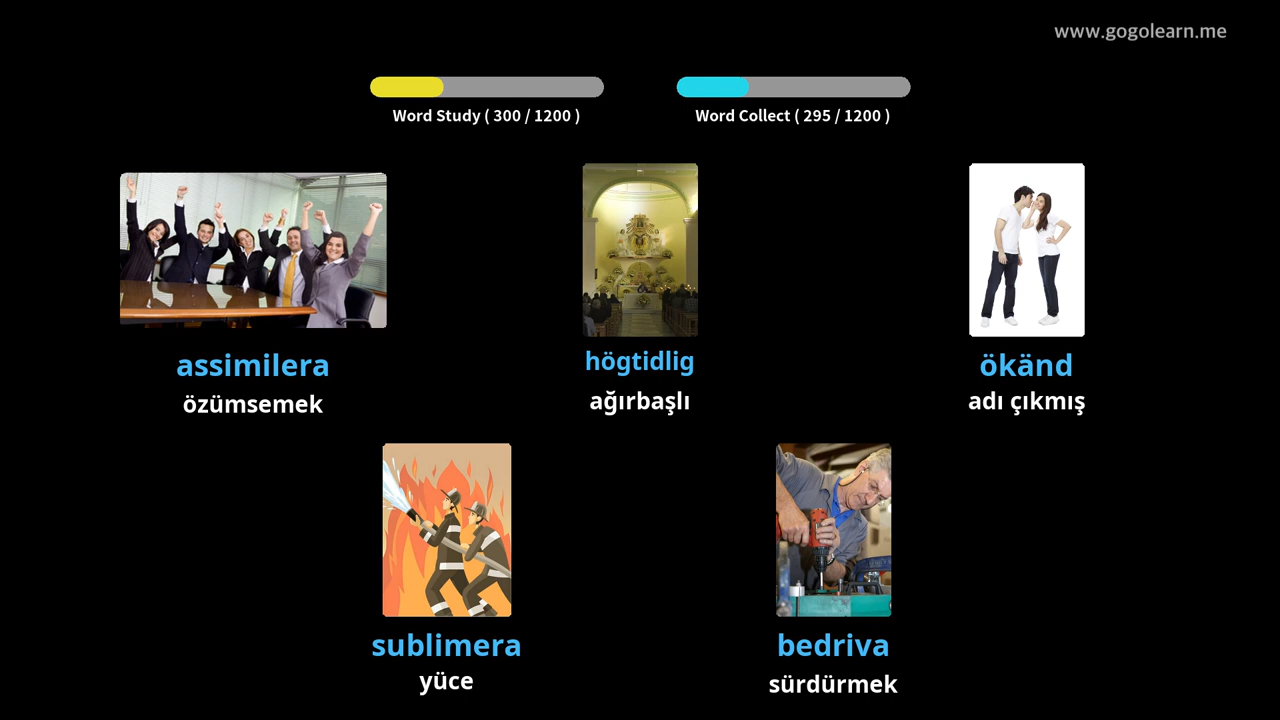 www.gogolearn.me
Word Study ( 300 / 1200 )
Word Collect ( 295 / 1200 )
assimilera
özümsemek
högtidlig
ağırbaşlı
ökänd
adı çıkmış
sublimera
yüce
bedriva
sürdürmek